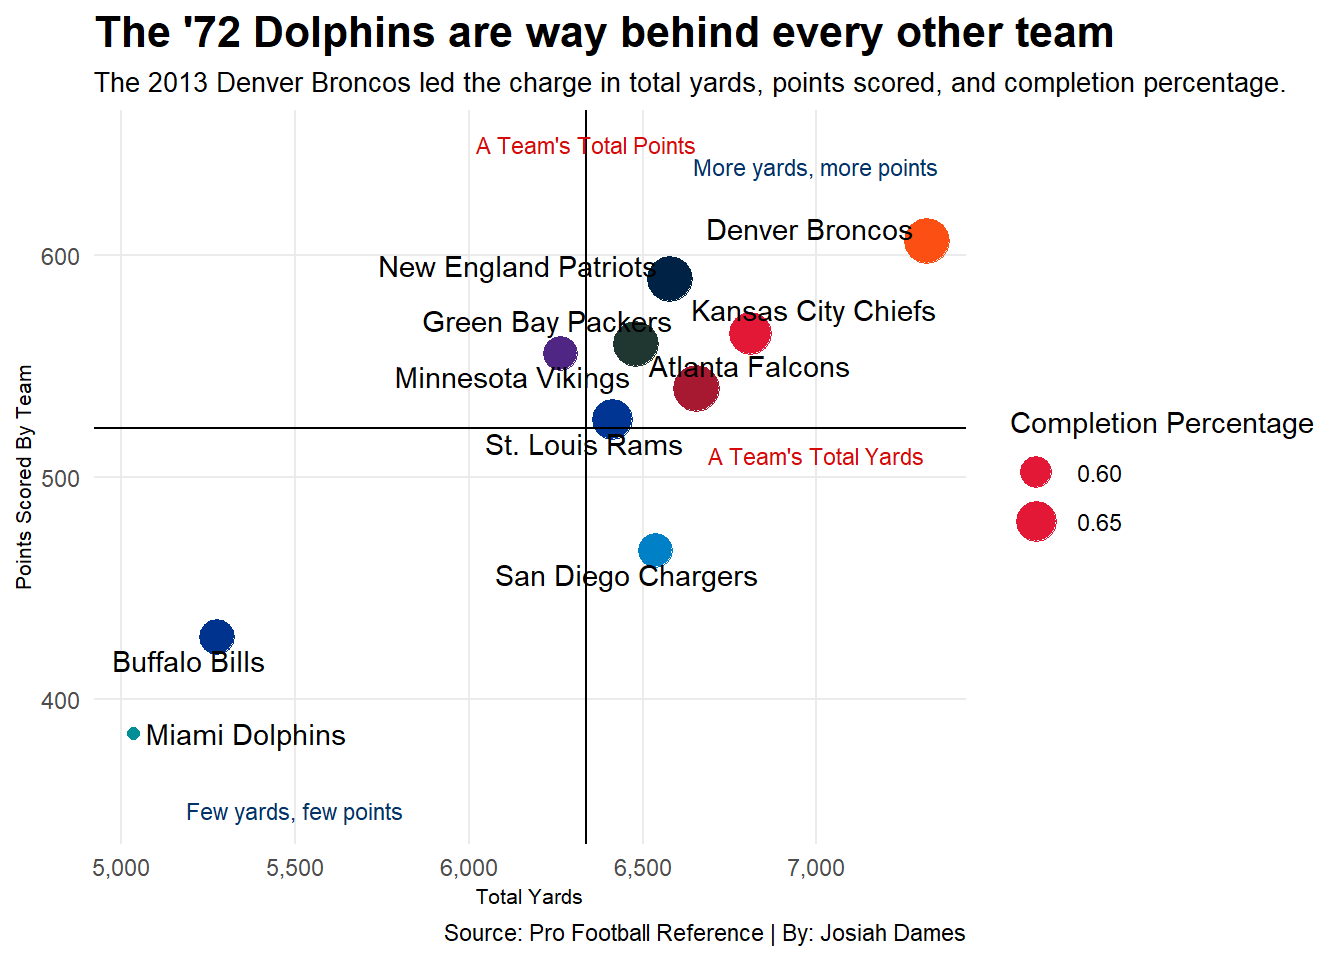 The '72 Dolphins are way behind every other team
The 2013 Denver Broncos led the charge in total yards, points scored, and completion percentage.
A Team's Total Points
More yards, more points
Denver Broncos
600
New England Patriots
Kansas City Chiefs
Green Bay Packers
Atlanta Falcons
Minnesota Vikings
Points Scored By Team
Completion Percentage
St. Louis Rams
A Team's Total Yards
0.60
500
0.65
San Diego Chargers
Buffalo Bills
400
Miami Dolphins
Few yards, few points
5,000 5,500 6,000 6,500 7,000
Total Yards
Source: Pro Football Reference | By: Josiah Dames